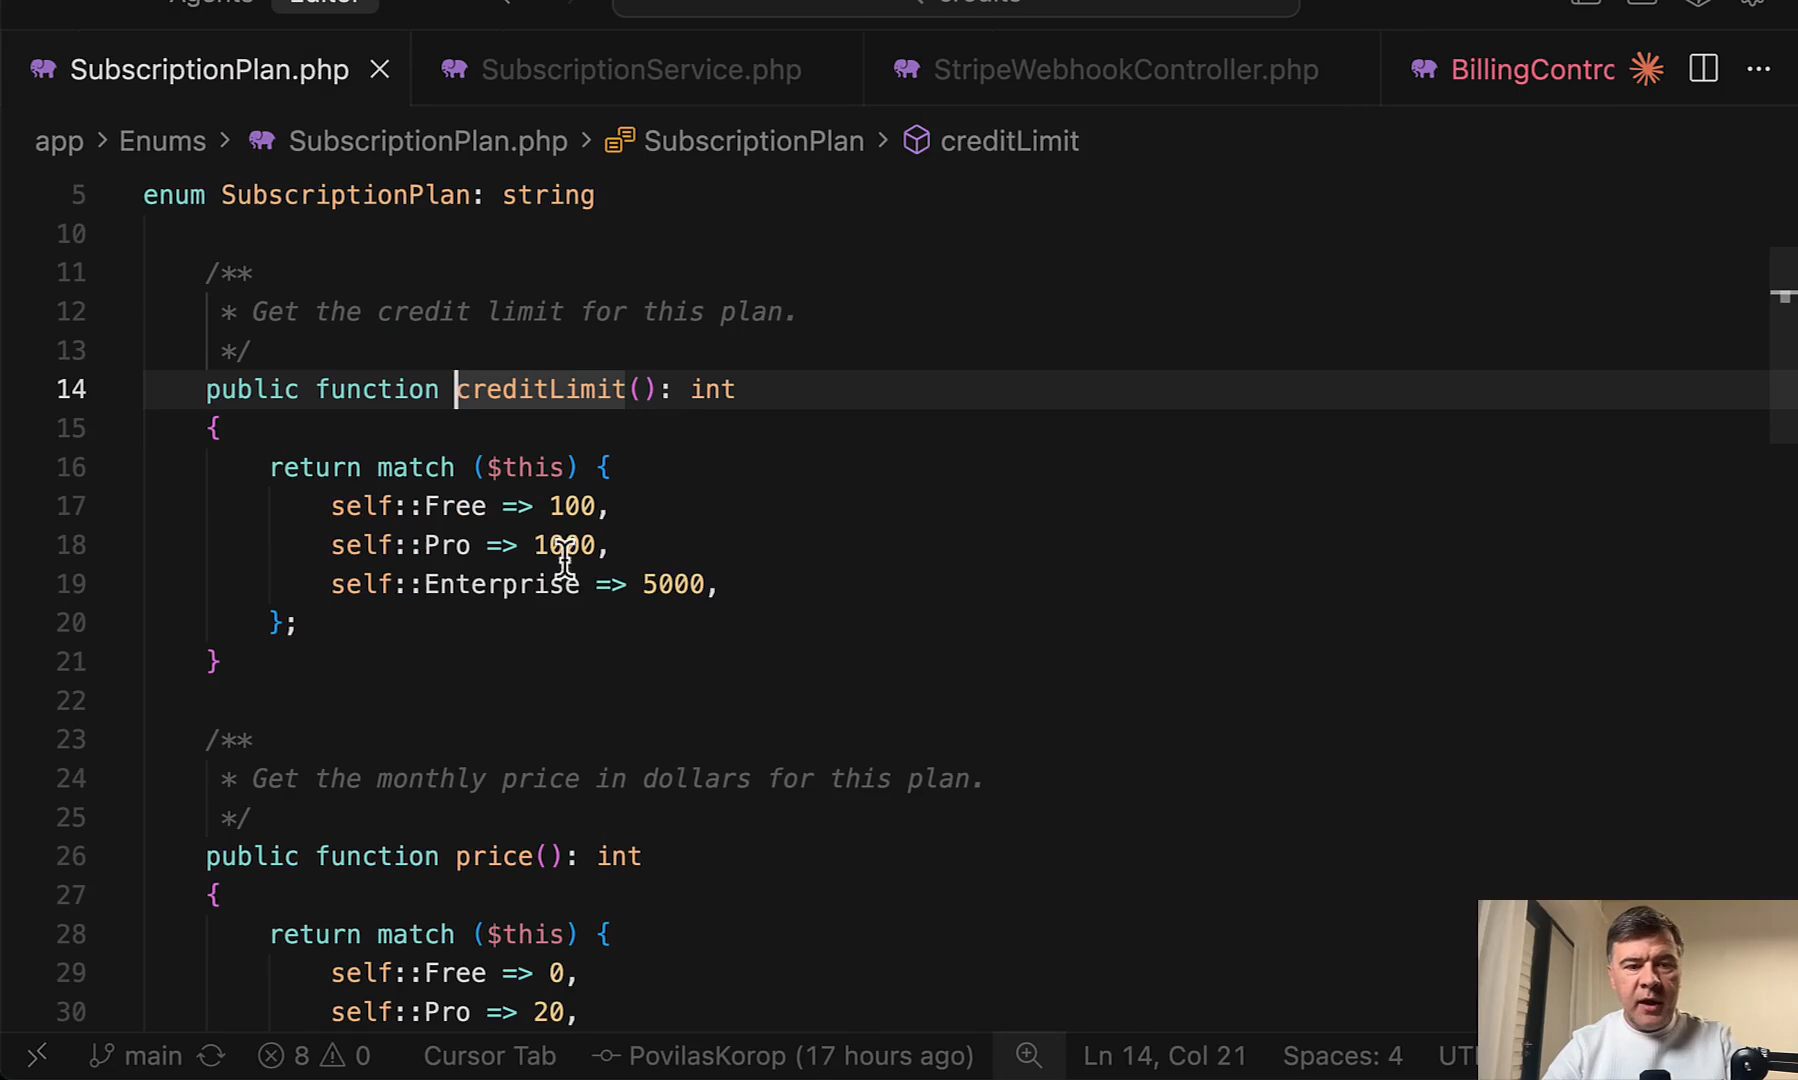 Agents Editor credits
SubscriptionPlan.php SubscriptionService.php StripeWebhookController.php BillingContrc
app > Enums > SubscriptionPlan.php > SubscriptionPlan > creditLimit
5 enum SubscriptionPlan: string
10
11 /**
12 * Get the credit limit for this plan.
13 */
14 public function creditLimit(): int
15 {
16 return match ($this) {
17 self::Free => 100,
18 self::Pro => 1000,
19 self::Enterprise => 5000,
20 };
21 }
22
23 /**
24 * Get the monthly price in dollars for this plan.
25 */
26 public function price(): int
27 {
28 return match ($this) {
29 self::Free => 0,
30 self::Pro => 20,
main 8 0 Cursor Tab PovilasKorop (17 hours ago) Ln 14, Col 21 Spaces: 4 UT